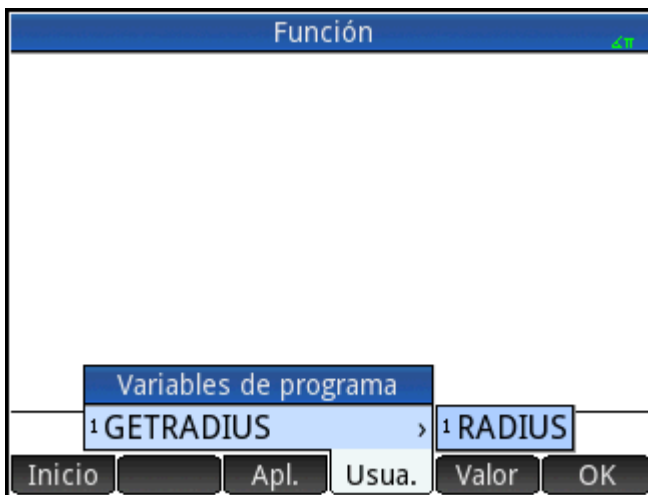 Función
∡π
Variables de programa
1 GETRADIUS ›
1 RADIUS
Inicio Apl. Usua. Valor OK